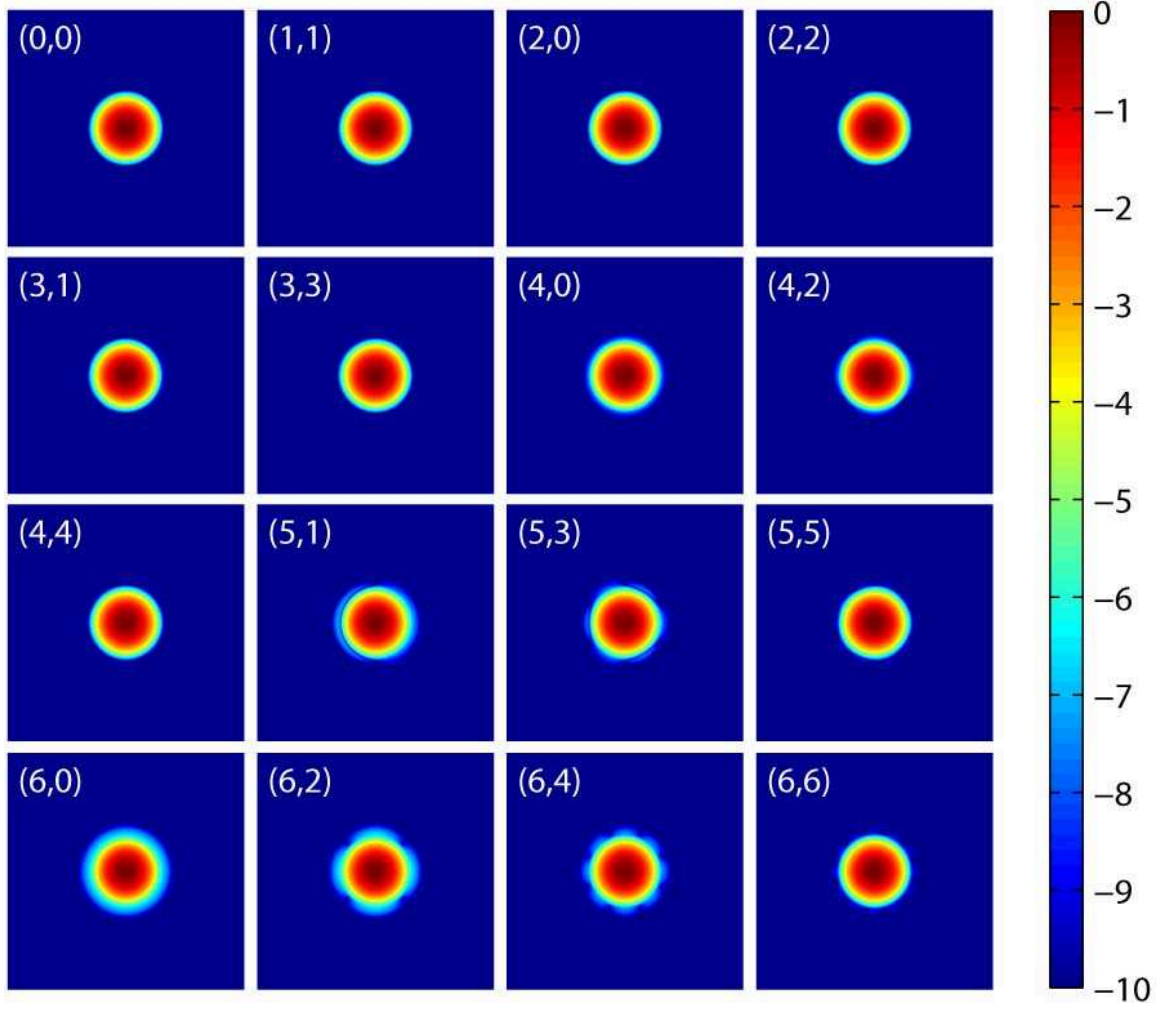 (0,0) (1,1) (2,0) (2,2)
(3,1) (3,3) (4,0) (4,2)
(4,4) (5,1) (5,3) (5,5)
(6,0) (6,2) (6,4) (6,6)
0
−1
−2
−3
−4
−5
−6
−7
−8
−9
−10